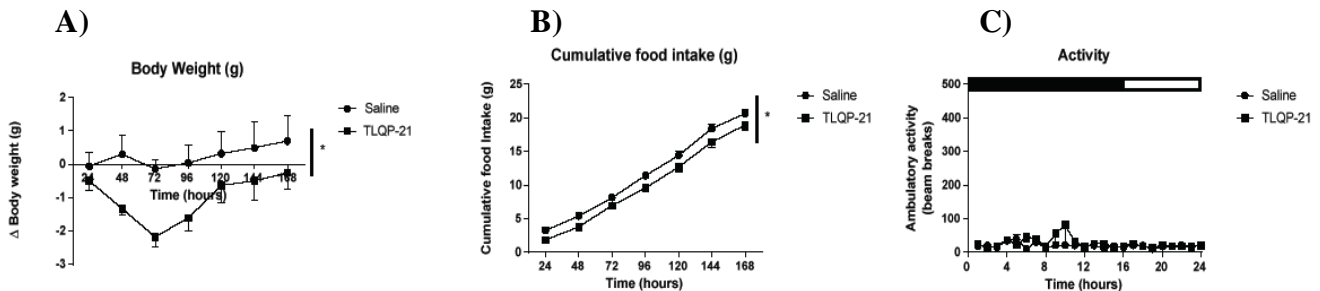 A)
Body Weight (g)
2
1
0
-1
-2
-3
Δ Body weight (g)
24 48 72 96 120 144 168
Time (hours)
Saline
TLQP-21
*
B)
Cumulative food intake (g)
25
20
15
10
5
0
Cumulative food Intake (g)
24 48 72 96 120 144 168
Time (hours)
Saline
TLQP-21
*
C)
Activity
500
400
300
200
100
0
Ambulatory activity
(beam breaks)
0 4 8 12 16 20 24
Time (hours)
Saline
TLQP-21